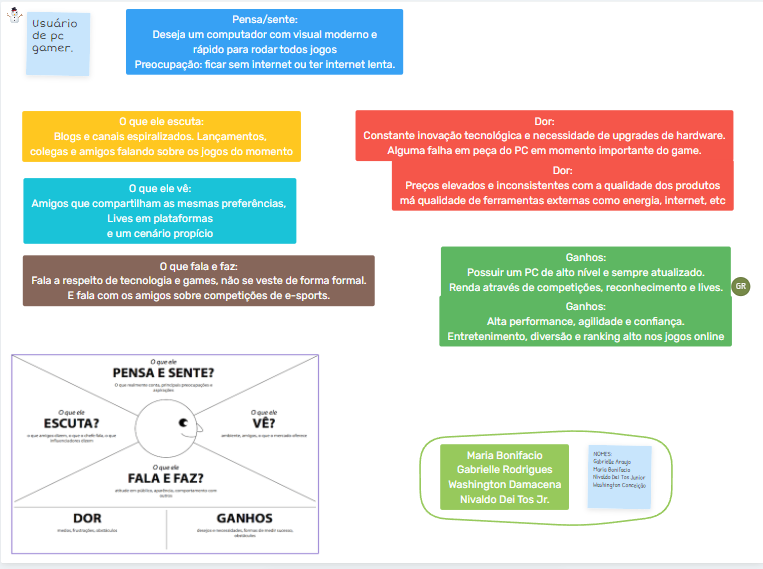 Usuário
de pc
gamer.
Pensa/sente:
Deseja um computador com visual moderno e
rápido para rodar todos jogos
Preocupação: ficar sem internet ou ter internet lenta.
O que ele escuta:
Blogs e canais espiralizados. Lançamentos,
colegas e amigos falando sobre os jogos do momento
Dor:
Constante inovação tecnológica e necessidade de upgrades de hardware.
Alguma falha em peça do PC em momento importante do game.
Dor:
Preços elevados e inconsistentes com a qualidade dos produtos
má qualidade de ferramentas externas como energia, internet, etc
O que ele vê:
Amigos que compartilham as mesmas preferências,
Lives em plataformas
e um cenário propício
O que fala e faz:
Fala a respeito de tecnologia e games, não se veste de forma formal.
E fala com os amigos sobre competições de e-sports.
Ganhos:
Possuir um PC de alto nível e sempre atualizado.
Renda através de competições, reconhecimento e lives.
GR
Ganhos:
Alta performance, agilidade e confiança.
Entretenimento, diversão e ranking alto nos jogos online
O que ele
PENSA E SENTE?
O que realmente conta, principais preocupações e
aspirações
O que ele
ESCUTA?
o que amigos dizem, o que o chefe fala, o que
influenciadores dizem
O que ele
VÊ?
ambiente, amigos, o que o mercado oferece
O que ele
FALA E FAZ?
atitude em público, aparência, comportamento com
outros
DOR
medos, frustrações, obstáculos
GANHOS
desejos e necessidades, formas de medir sucesso,
obstáculos
Maria Bonifacio
Gabrielle Rodrigues
Washington Damacena
Nivaldo Dei Tos Jr.
NOMES:
Gabrielle Araujo
Maria Bonifacio
Nivaldo Dei Tos Junior
Washington Conceição